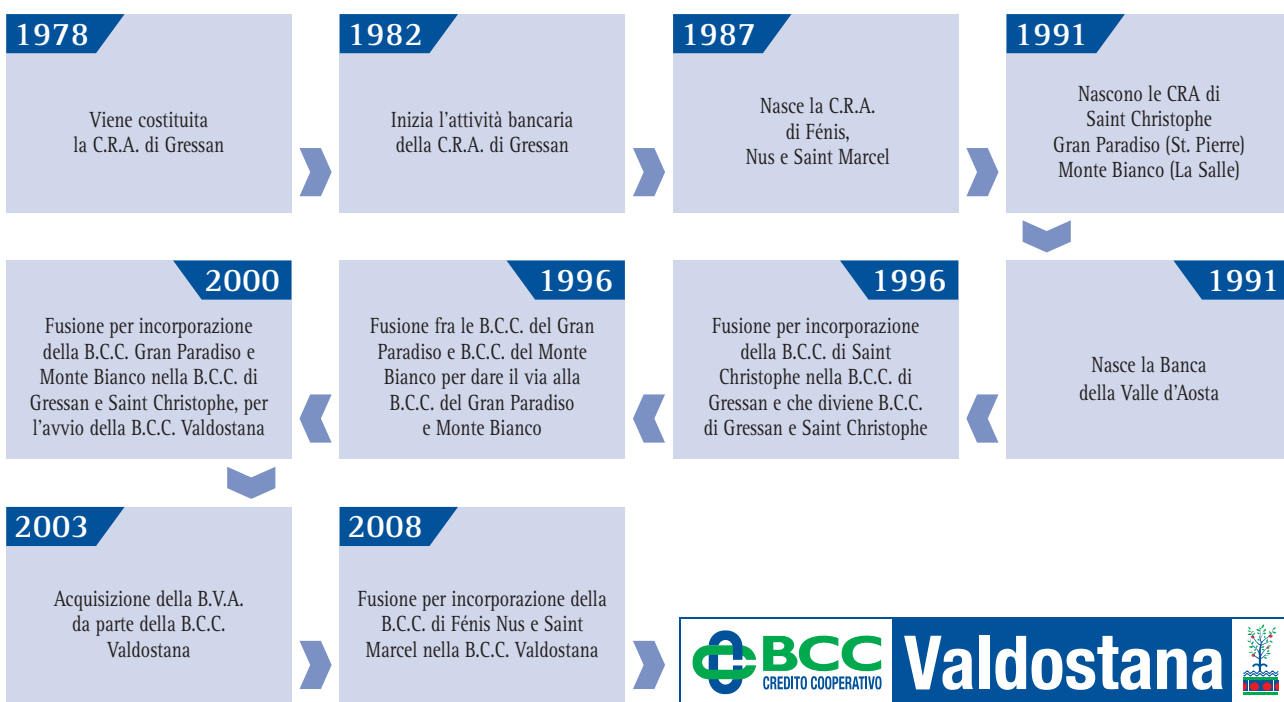 1978
Viene costituita
la C.R.A. di Gressan
1982
Inizia l'attività bancaria
della C.R.A. di Gressan
1987
Nasce la C.R.A.
di Fénis,
Nus e Saint Marcel
1991
Nascono le CRA di
Saint Christophe
Gran Paradiso (St. Pierre)
Monte Bianco (La Salle)
1991
Nasce la Banca
della Valle d'Aosta
1996
Fusione per incorporazione
della B.C.C. di Saint
Christophe nella B.C.C. di
Gressan e che diviene B.C.C.
di Gressan e Saint Christophe
1996
Fusione fra le B.C.C. del Gran
Paradiso e B.C.C. del Monte
Bianco per dare il via alla
B.C.C. del Gran Paradiso
e Monte Bianco
2000
Fusione per incorporazione
della B.C.C. Gran Paradiso e
Monte Bianco nella B.C.C. di
Gressan e Saint Christophe, per
l'avvio della B.C.C. Valdostana
2003
Acquisizione della B.V.A.
da parte della B.C.C.
Valdostana
2008
Fusione per incorporazione della
B.C.C. di Fénis Nus e Saint
Marcel nella B.C.C. Valdostana
BCC
CREDITO COOPERATIVO
Valdostana